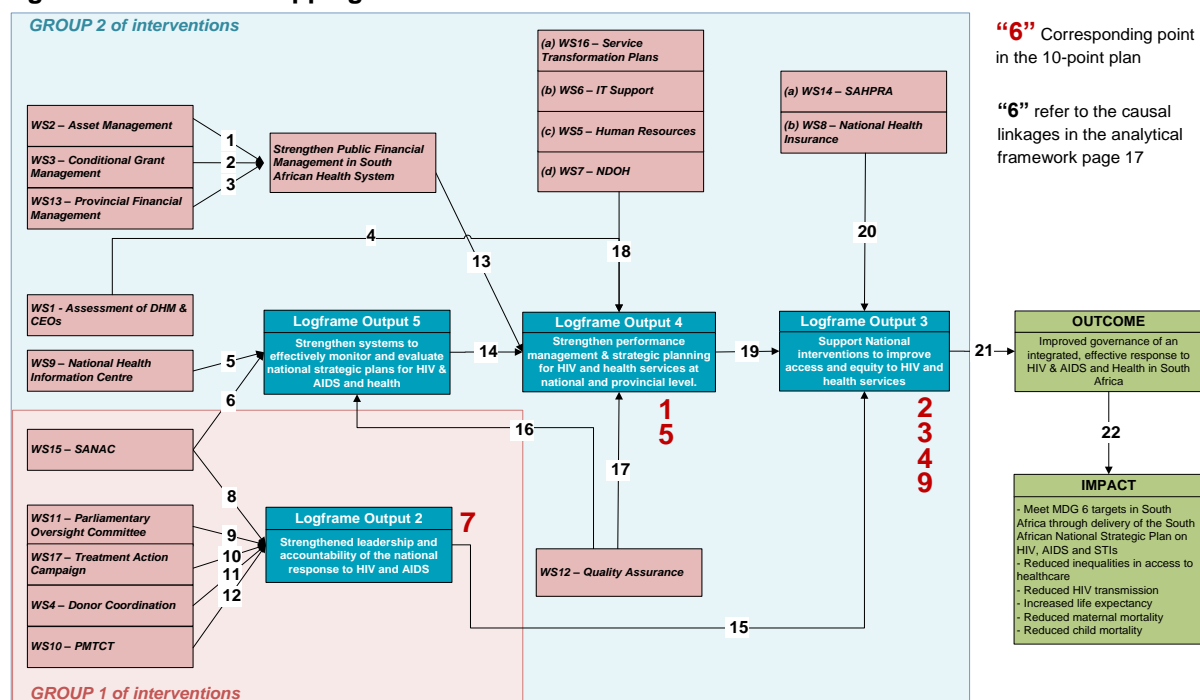 GROUP 2 of interventions
(a) WS16 – Service
Transformation Plans
(b) WS6 – IT Support
(c) WS5 – Human Resources
(d) WS7 – NDOH
(a) WS14 – SAHPRA
(b) WS8 – National Health
Insurance
“6” Corresponding point
in the 10-point plan
“6” refer to the causal
linkages in the analytical
framework page 17
WS2 – Asset Management
WS3 – Conditional Grant
Management
WS13 – Provincial Financial
Management
1
2
3
Strengthen Public Financial
Management in South
African Health System
4
13
18
20
WS1 - Assessment of DHM &
CEOs
WS9 – National Health
Information Centre
5
6
Logframe Output 5
Strengthen systems to
effectively monitor and evaluate
national strategic plans for HIV &
AIDS and health
14
Logframe Output 4
Strengthen performance
management & strategic planning
for HIV and health services at
national and provincial level.
19
Logframe Output 3
Support National
interventions to improve
access and equity to HIV and
health services
21
OUTCOME
Improved governance of an
integrated, effective response to
HIV & AIDS and Health in South
Africa
1
5
2
3
4
9
16
17
22
WS15 – SANAC
8
WS11 – Parliamentary
Oversight Committee
WS17 – Treatment Action
Campaign
WS4 – Donor Coordination
WS10 – PMTCT
9
10
11
12
Logframe Output 2
Strengthened leadership and
accountability of the national
response to HIV and AIDS
7
WS12 – Quality Assurance
15
IMPACT
- Meet MDG 6 targets in South
Africa through delivery of the South
African National Strategic Plan on
HIV, AIDS and STIs
- Reduced inequalities in access to
healthcare
- Reduced HIV transmission
- Increased life expectancy
- Reduced maternal mortality
- Reduced child mortality
GROUP 1 of interventions